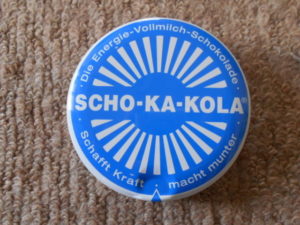 Die Energie-Vollmilch-Schokolade
SCHO-KA-KOLA®
Schafft Kraft · macht munter